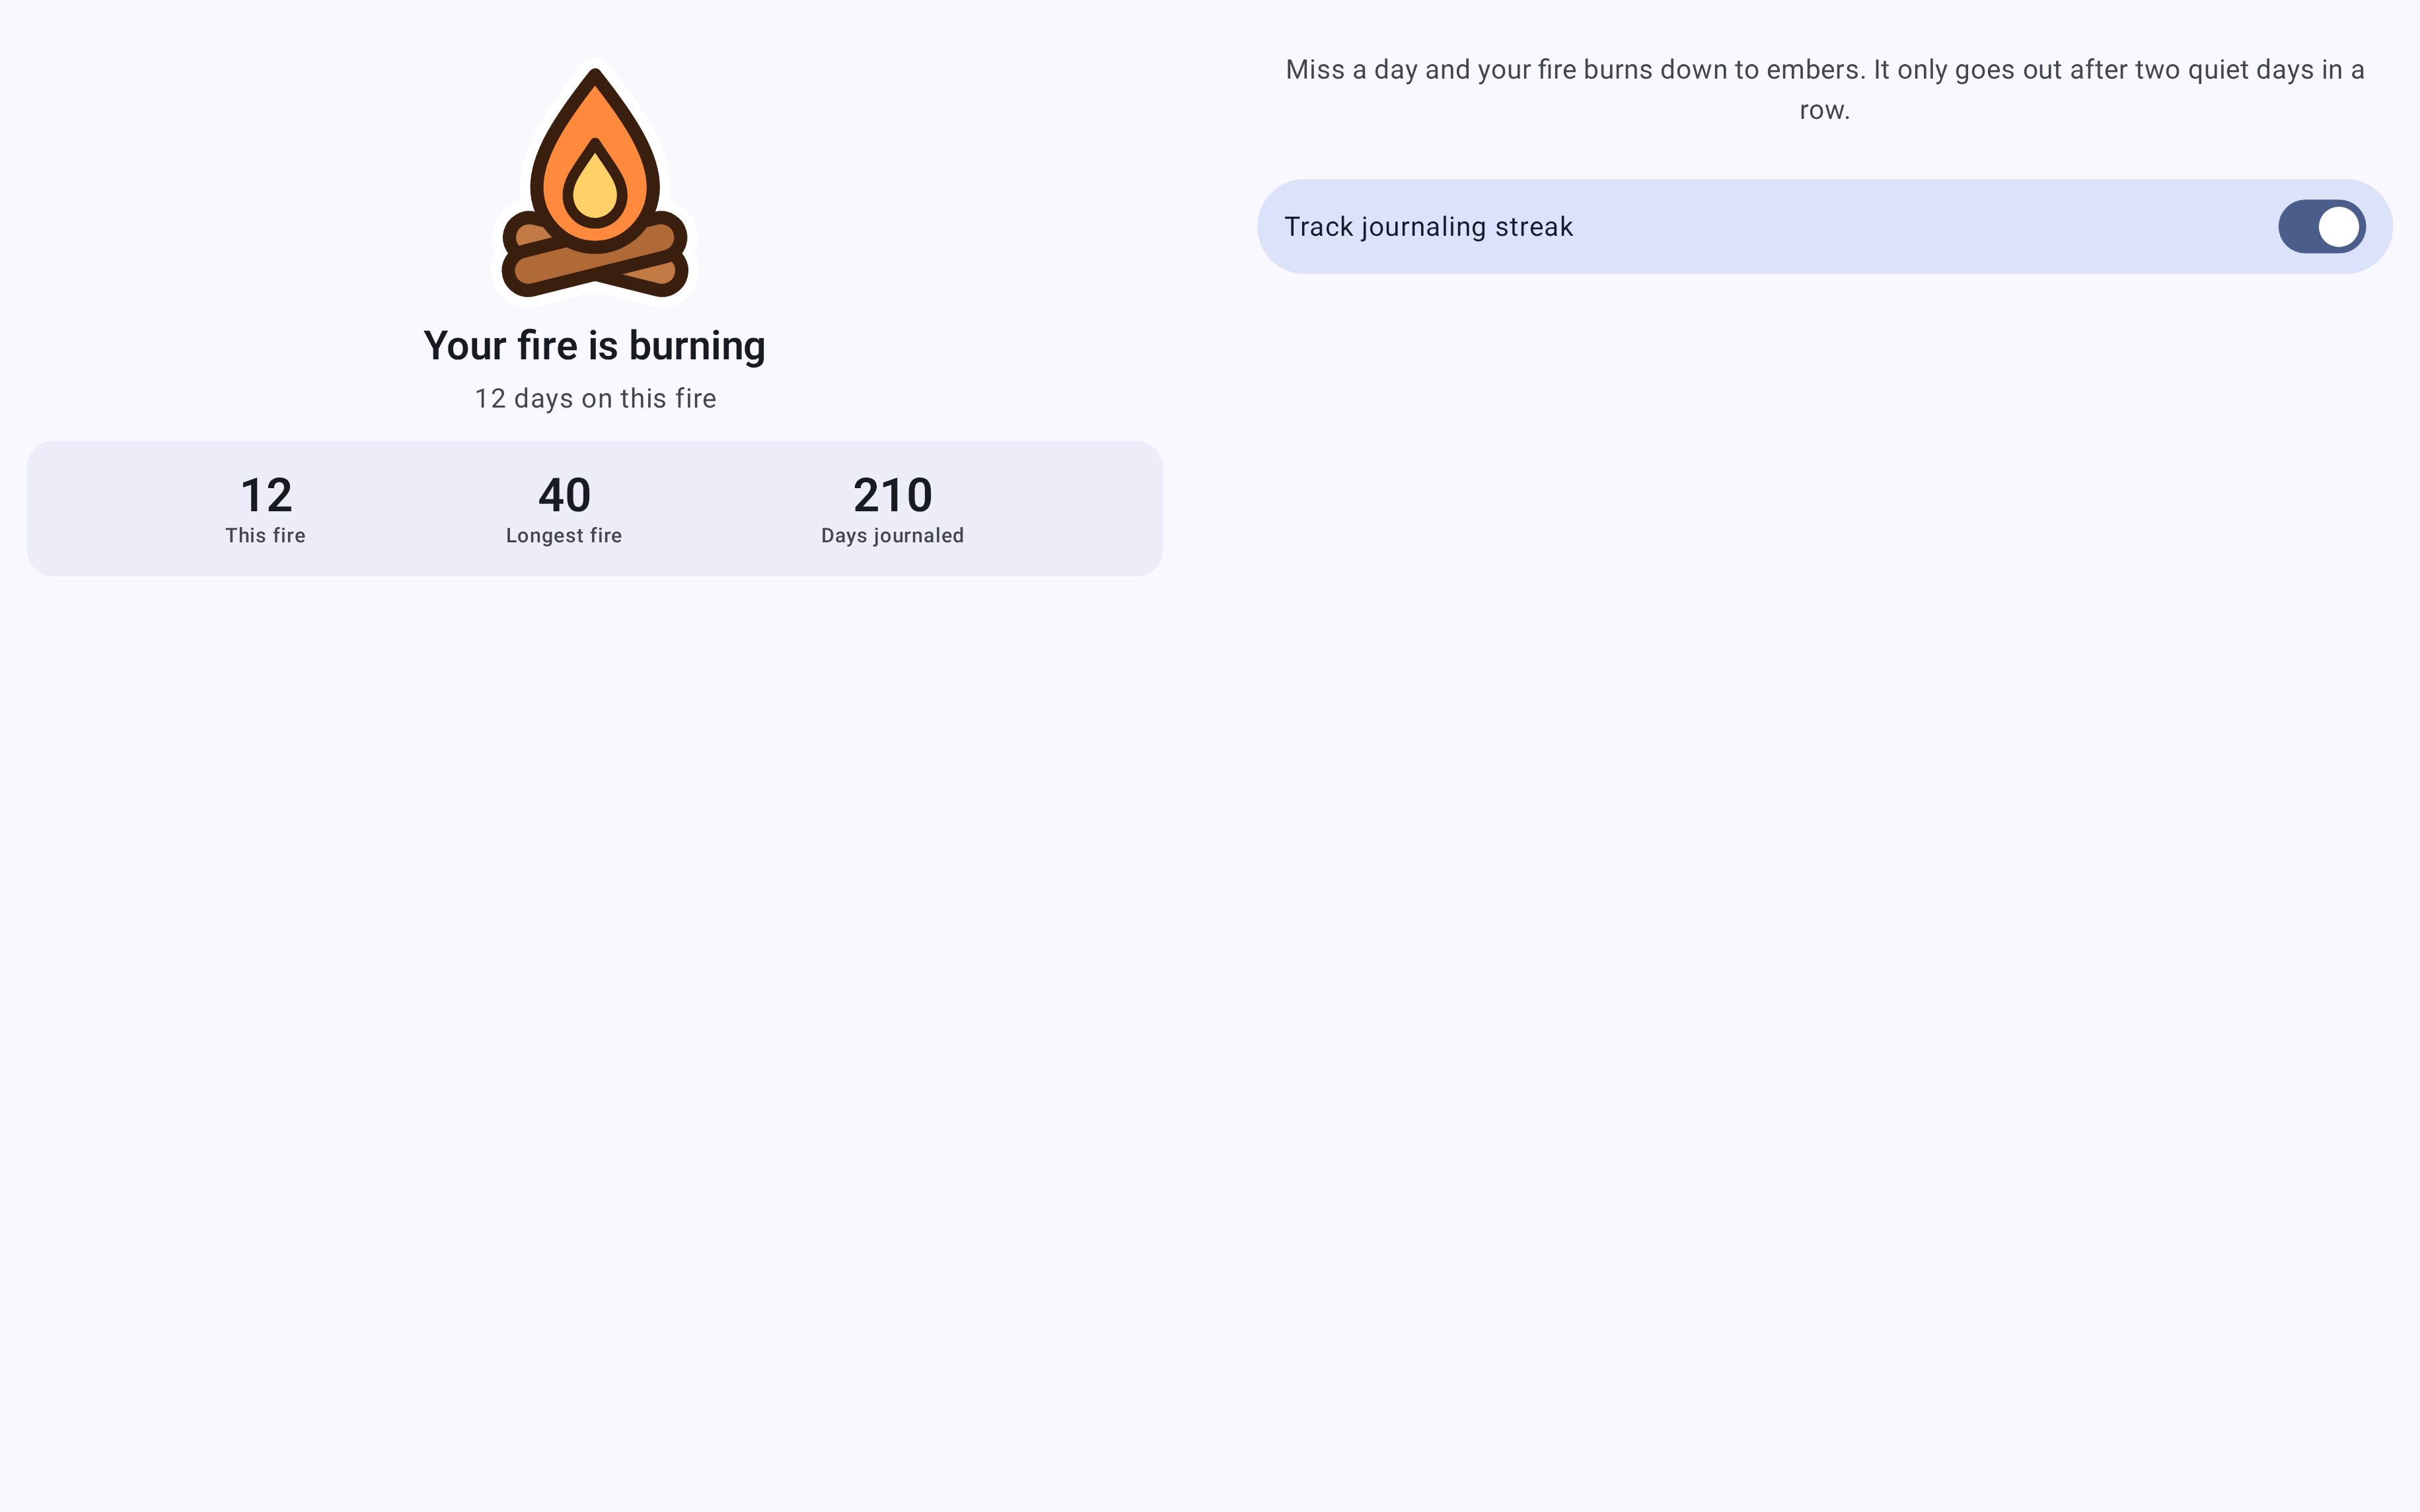 Your fire is burning
12 days on this fire
12
This fire
40
Longest fire
210
Days journaled
Miss a day and your fire burns down to embers. It only goes out after two quiet days in a
row.
Track journaling streak